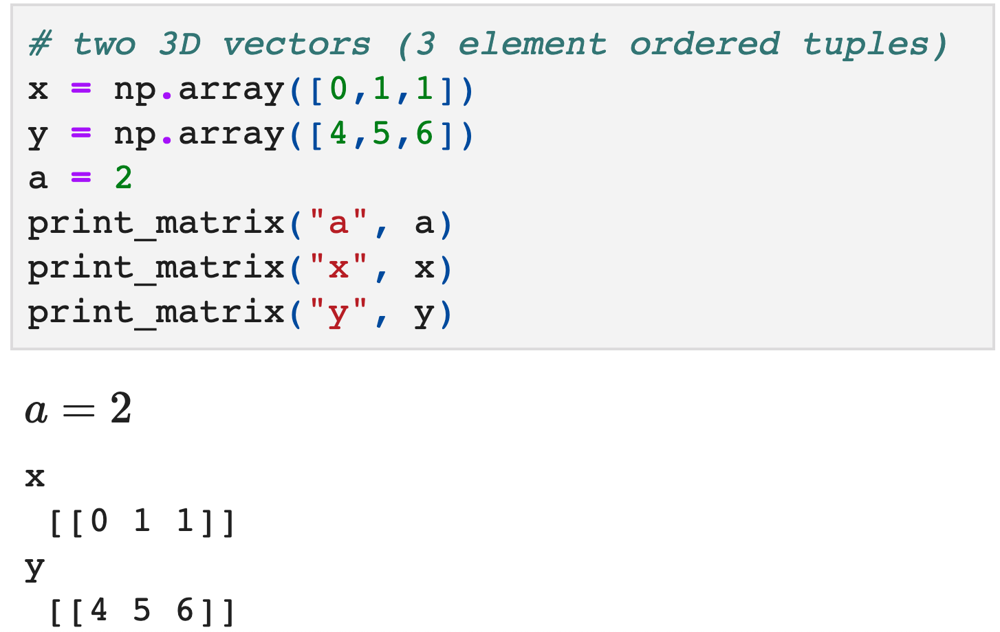 # two 3D vectors (3 element ordered tuples)
x = np.array([0,1,1])
y = np.array([4,5,6])
a = 2
print_matrix("a", a)
print_matrix("x", x)
print_matrix("y", y)
a = 2
x
[[0 1 1]]
y
[[4 5 6]]